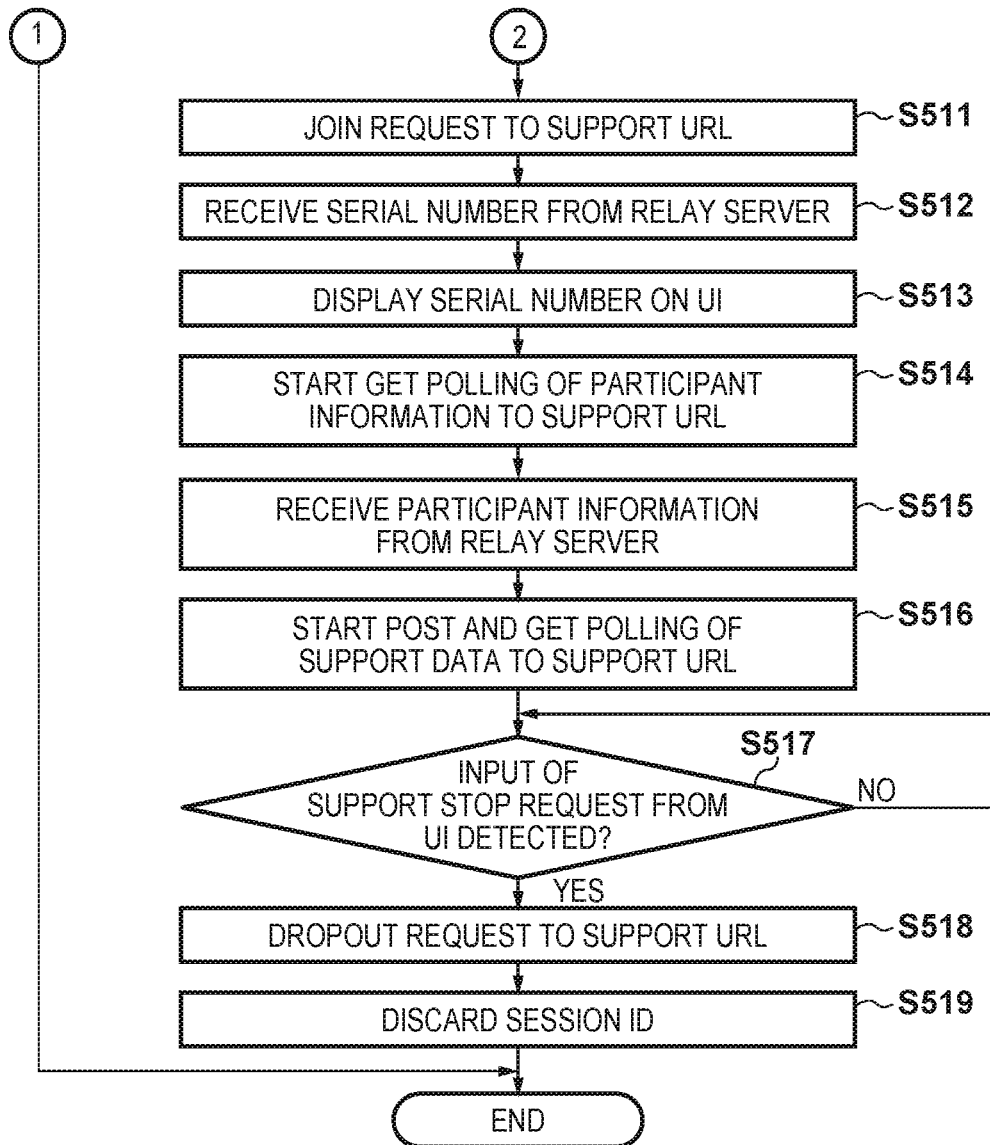 1
2
JOIN REQUEST TO SUPPORT URL
S511
RECEIVE SERIAL NUMBER FROM RELAY SERVER
S512
DISPLAY SERIAL NUMBER ON UI
S513
START GET POLLING OF PARTICIPANT
INFORMATION TO SUPPORT URL
S514
RECEIVE PARTICIPANT INFORMATION
FROM RELAY SERVER
S515
START POST AND GET POLLING OF
SUPPORT DATA TO SUPPORT URL
S516
S517
INPUT OF
SUPPORT STOP REQUEST FROM
UI DETECTED?
NO
YES
DROPOUT REQUEST TO SUPPORT URL
S518
DISCARD SESSION ID
S519
END